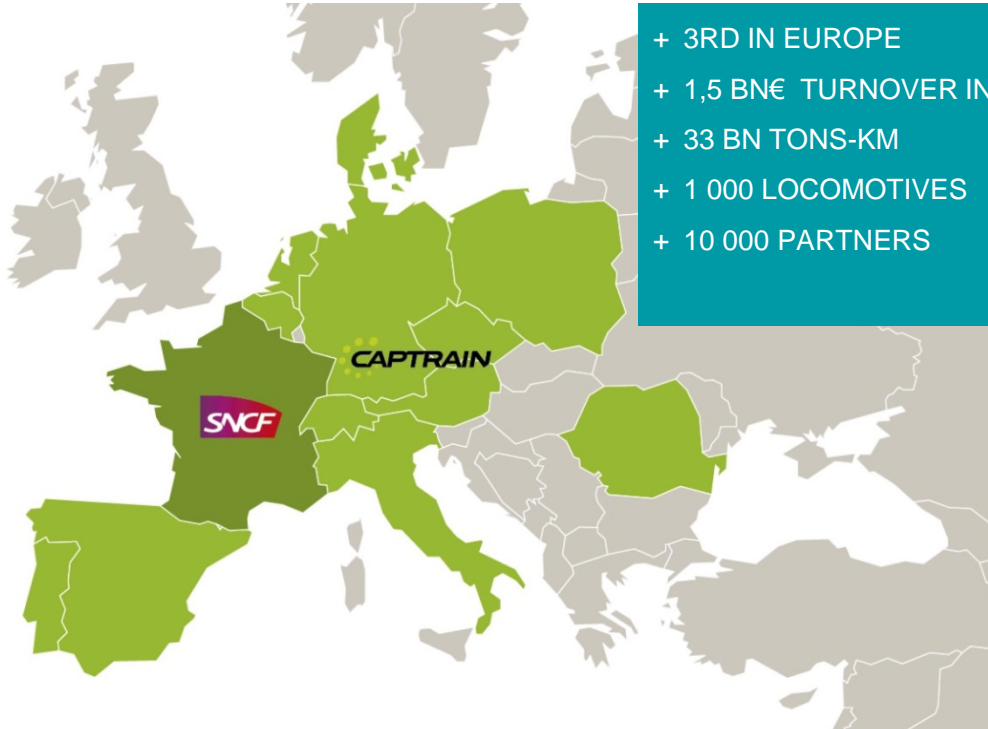 + 3RD IN EUROPE
+ 1,5 BN€ TURNOVER IN
+ 33 BN TONS-KM
+ 1 000 LOCOMOTIVES
+ 10 000 PARTNERS
CAPTRAIN
SNCF